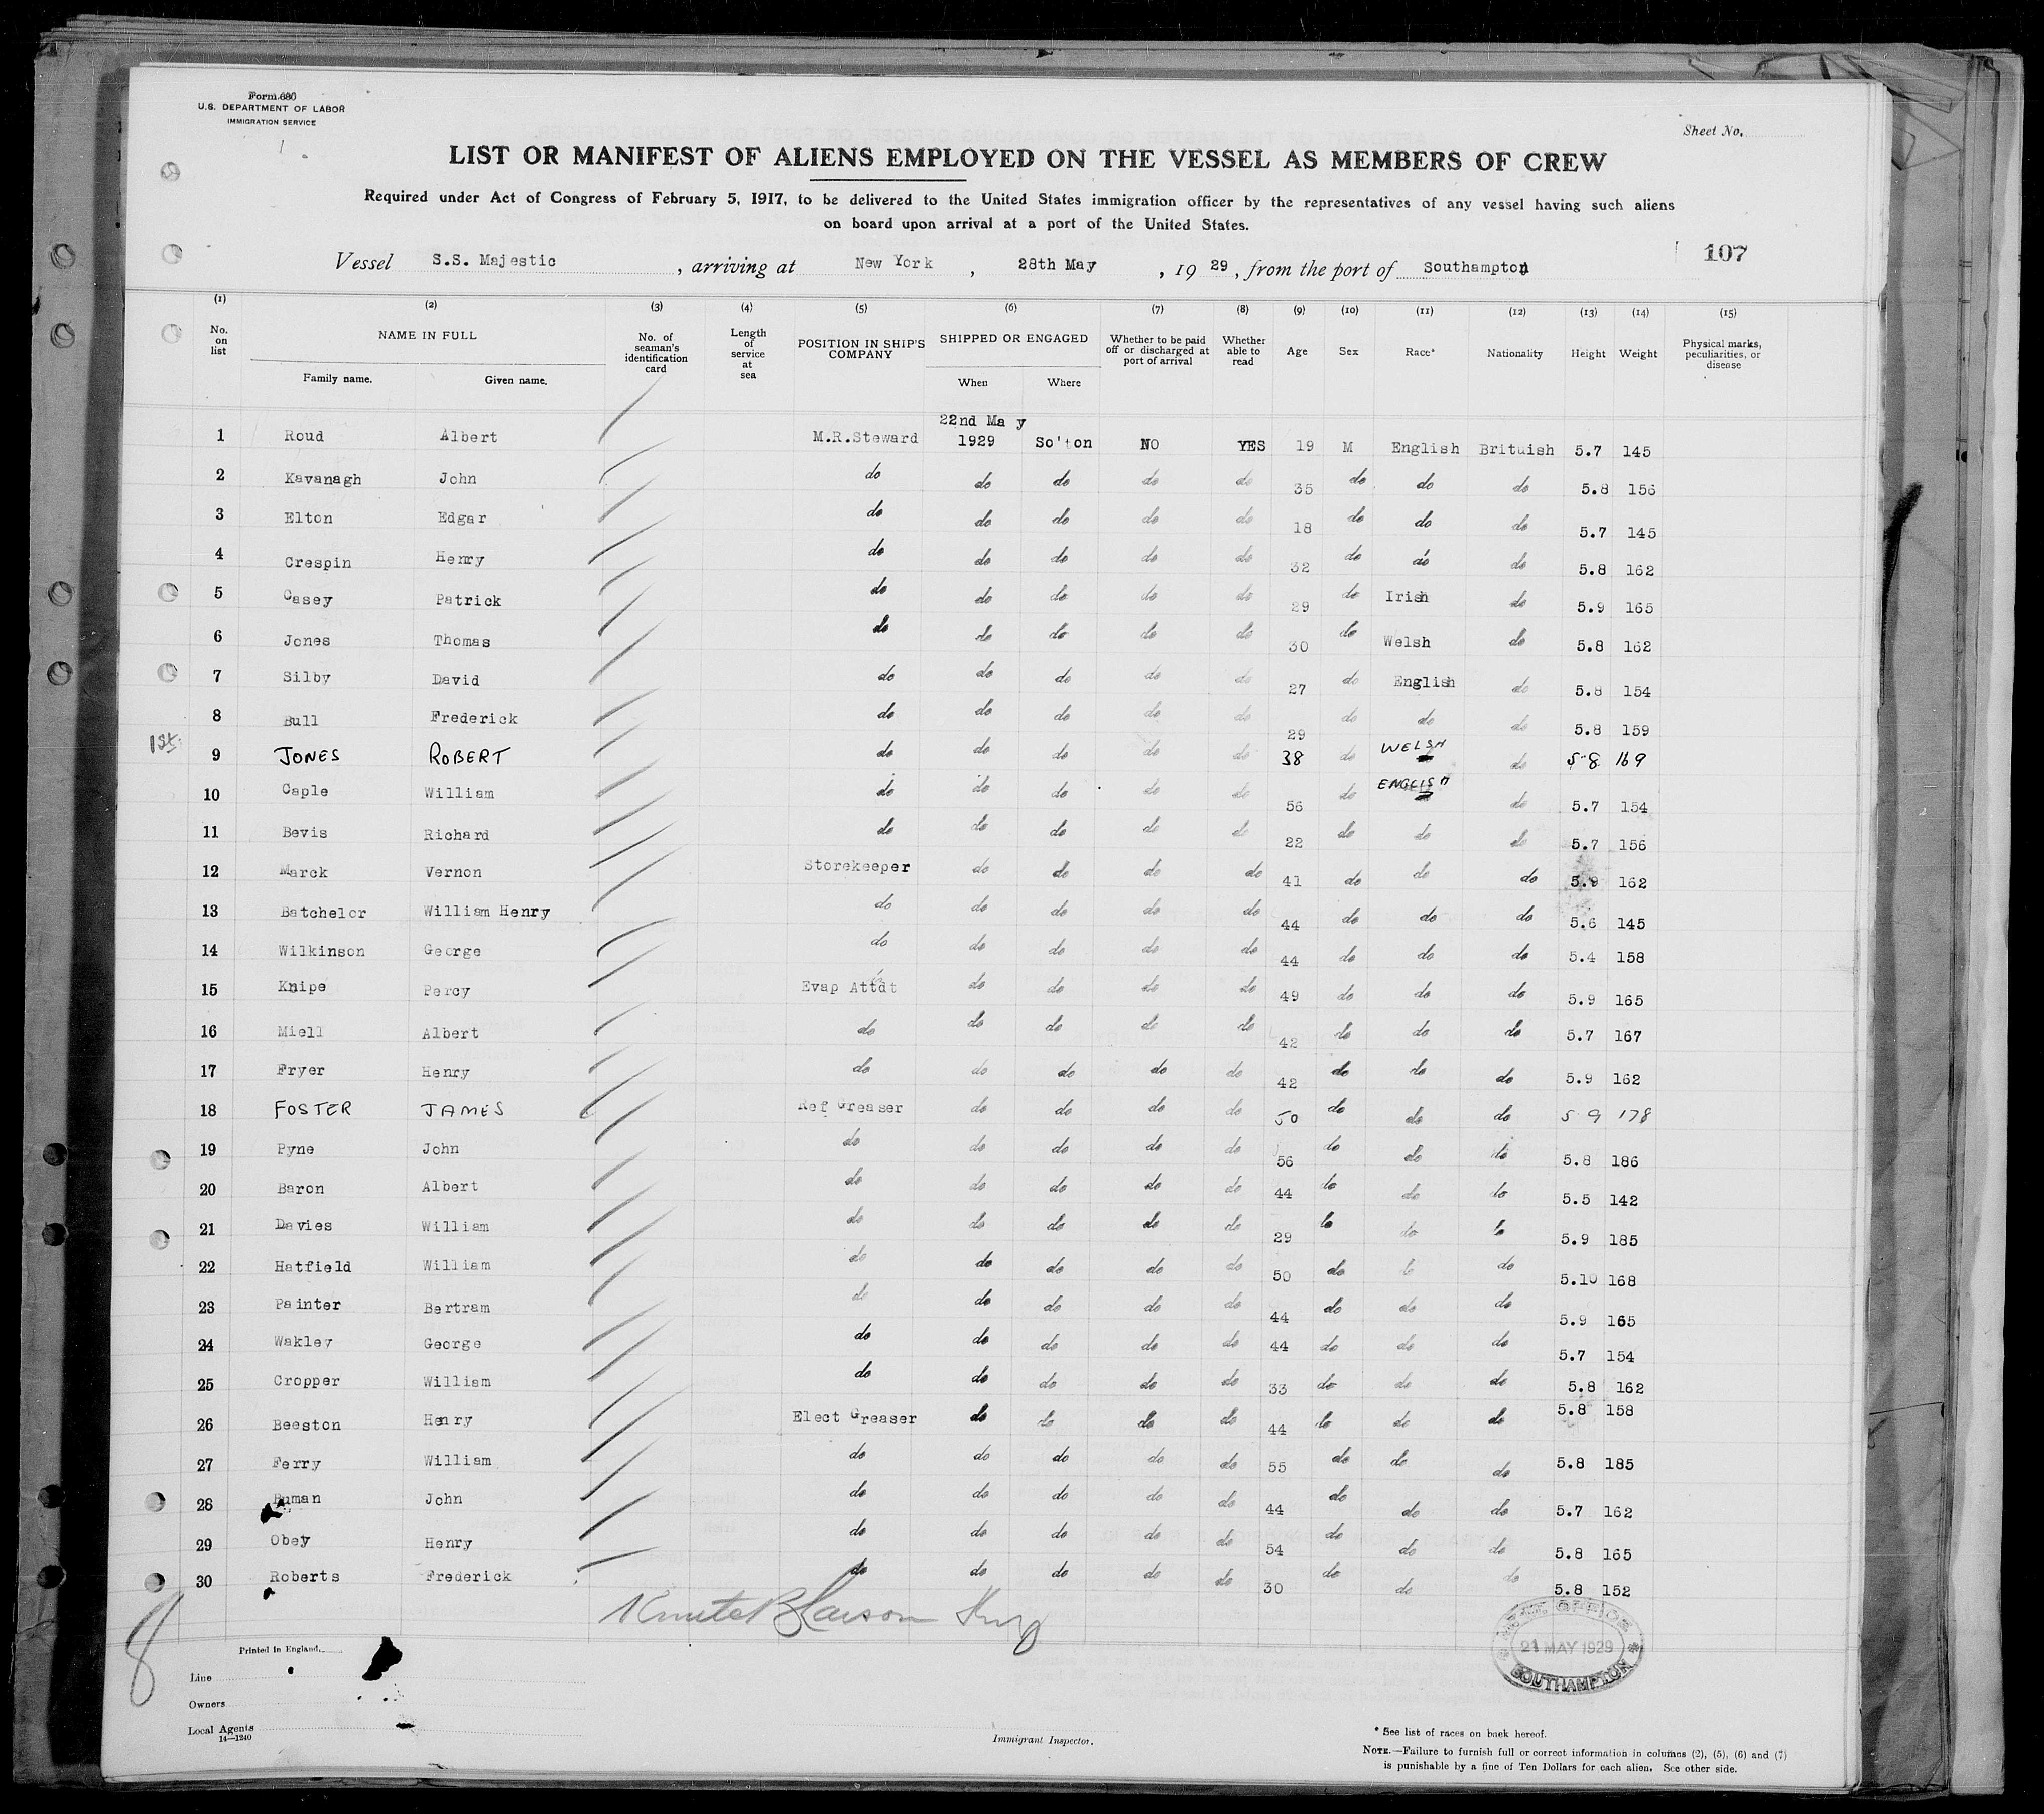 Form 686
U.S. DEPARTMENT OF LABOR
IMMIGRATION SERVICE
Sheet No.
LIST OR MANIFEST OF ALIENS EMPLOYED ON THE VESSEL AS MEMBERS OF CREW
Required under Act of Congress of February 5, 1917, to be delivered to the United States immigration officer by the representatives of any vessel having such aliens
on board upon arrival at a port of the United States.
107
Vessel S.S. Majestic , arriving at New York , 28th May , 19 29 , from the port of Southampton
(1) (2) (3) (4) (5) (6) (7) (8) (9) (10) (11) (12) (13) (14) (15)
No. on list NAME IN FULL Family name. Given name. No. of seaman's identification card Length of service at sea POSITION IN SHIP'S COMPANY SHIPPED OR ENGAGED When Where Whether to be paid off or discharged at port of arrival Whether able to read Age Sex Race* Nationality Height Weight Physical marks, peculiarities, or disease
1 Roud Albert M.R.Steward 22nd Ma y 1929 So'ton NO YES 19 M English Brituish 5.7 145
2 Kavanagh John do do do do do 35 do do do 5.8 156
3 Elton Edgar do do do do do 18 do do do 5.7 145
4 Crespin Henry do do do do do 32 do do do 5.8 162
5 Casey Patrick do do do do do 29 do Irish do 5.9 165
6 Jones Thomas do do do do do 30 do Welsh do 5.8 162
7 Silby David do do do do do 27 do English do 5.8 154
8 Bull Frederick do do do do do 29 do do do 5.8 159
1st 9 JONES ROBERT do do do do do 38 do WELSH do 5-8 169
10 Caple William do do do do do 56 do ENGLISH do 5.7 154
11 Bevis Richard do do do do do 22 do do do 5.7 156
12 Marck Vernon Storekeeper do do do do 41 do do do 5.9 162
13 Batchelor William Henry do do do do do 44 do do do 5.6 145
14 Wilkinson George do do do do do 44 do do do 5.4 158
15 Knipe Percy Evap Attdt do do do do 49 do do do 5.9 165
16 Miell Albert do do do do do 42 do do do 5.7 167
17 Fryer Henry do do do do do 42 do do do 5.9 162
18 FOSTER JAMES Ref Greaser do do do do 50 do do do 5 9 178
19 Pyne John do do do do do 56 do do do 5.8 186
20 Baron Albert do do do do do 44 do do do 5.5 142
21 Davies William do do do do do 29 do do do 5.9 185
22 Hatfield William do do do do do 50 do do do 5.10 168
23 Painter Bertram do do do do do 44 do do do 5.9 165
24 Wakley George do do do do do 44 do do do 5.7 154
25 Cropper William do do do do do 33 do do do 5.8 162
26 Beeston Henry Elect Greaser do do do do 44 do do do 5.8 158
27 Ferry William do do do do do 55 do do do 5.8 185
28 John do do do do do 44 do do do 5.7 162
29 Obey Henry do do do do do 54 do do do 5.8 165
30 Roberts Frederick do do do do do 30 do do do 5.8 152
Knute B Larson
8
21 MAY 1929
SOUTHAMPTON
Printed in England.
Line
Owners
Local Agents
14—1240
Immigrant Inspector.
* See list of races on back hereof.
NOTE.—Failure to furnish full or correct information in columns (2), (5), (6) and (7)
is punishable by a fine of Ten Dollars for each alien. See other side.